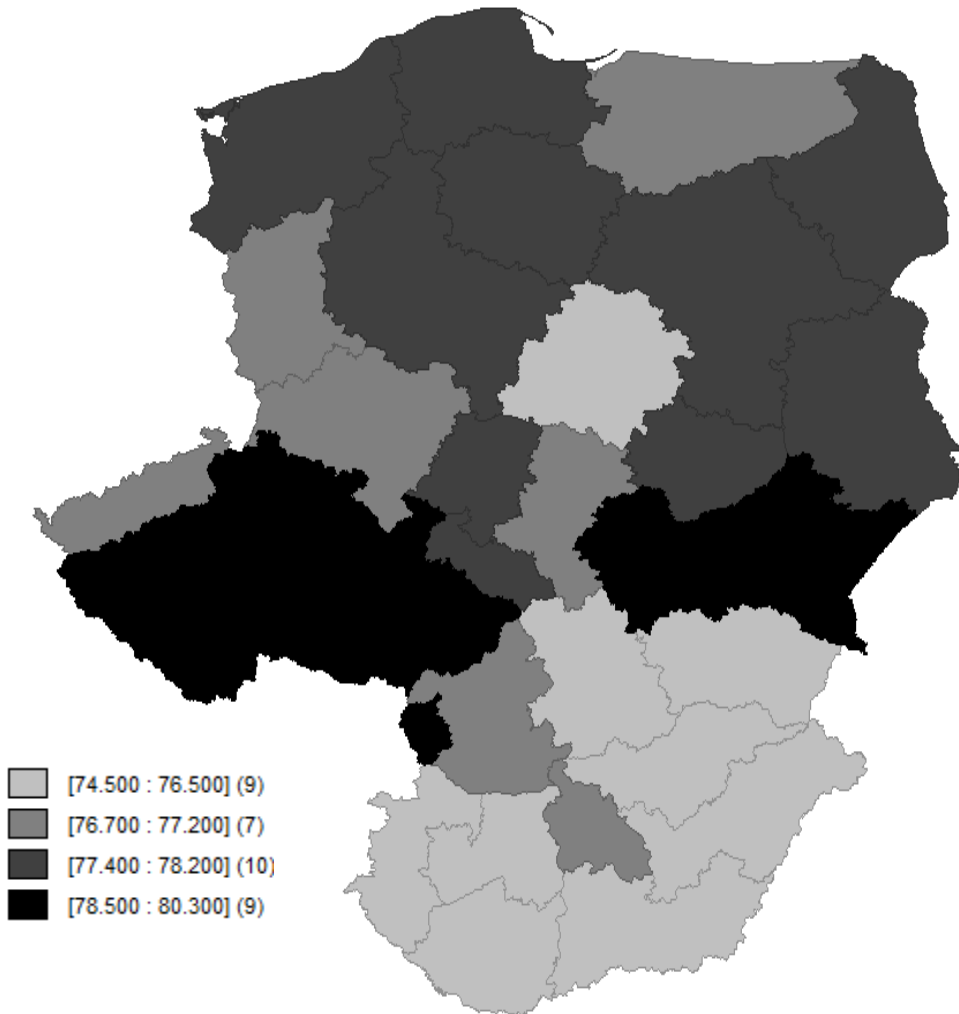 [74.500 : 76.500] (9)
[76.700 : 77.200] (7)
[77.400 : 78.200] (10)
[78.500 : 80.300] (9)